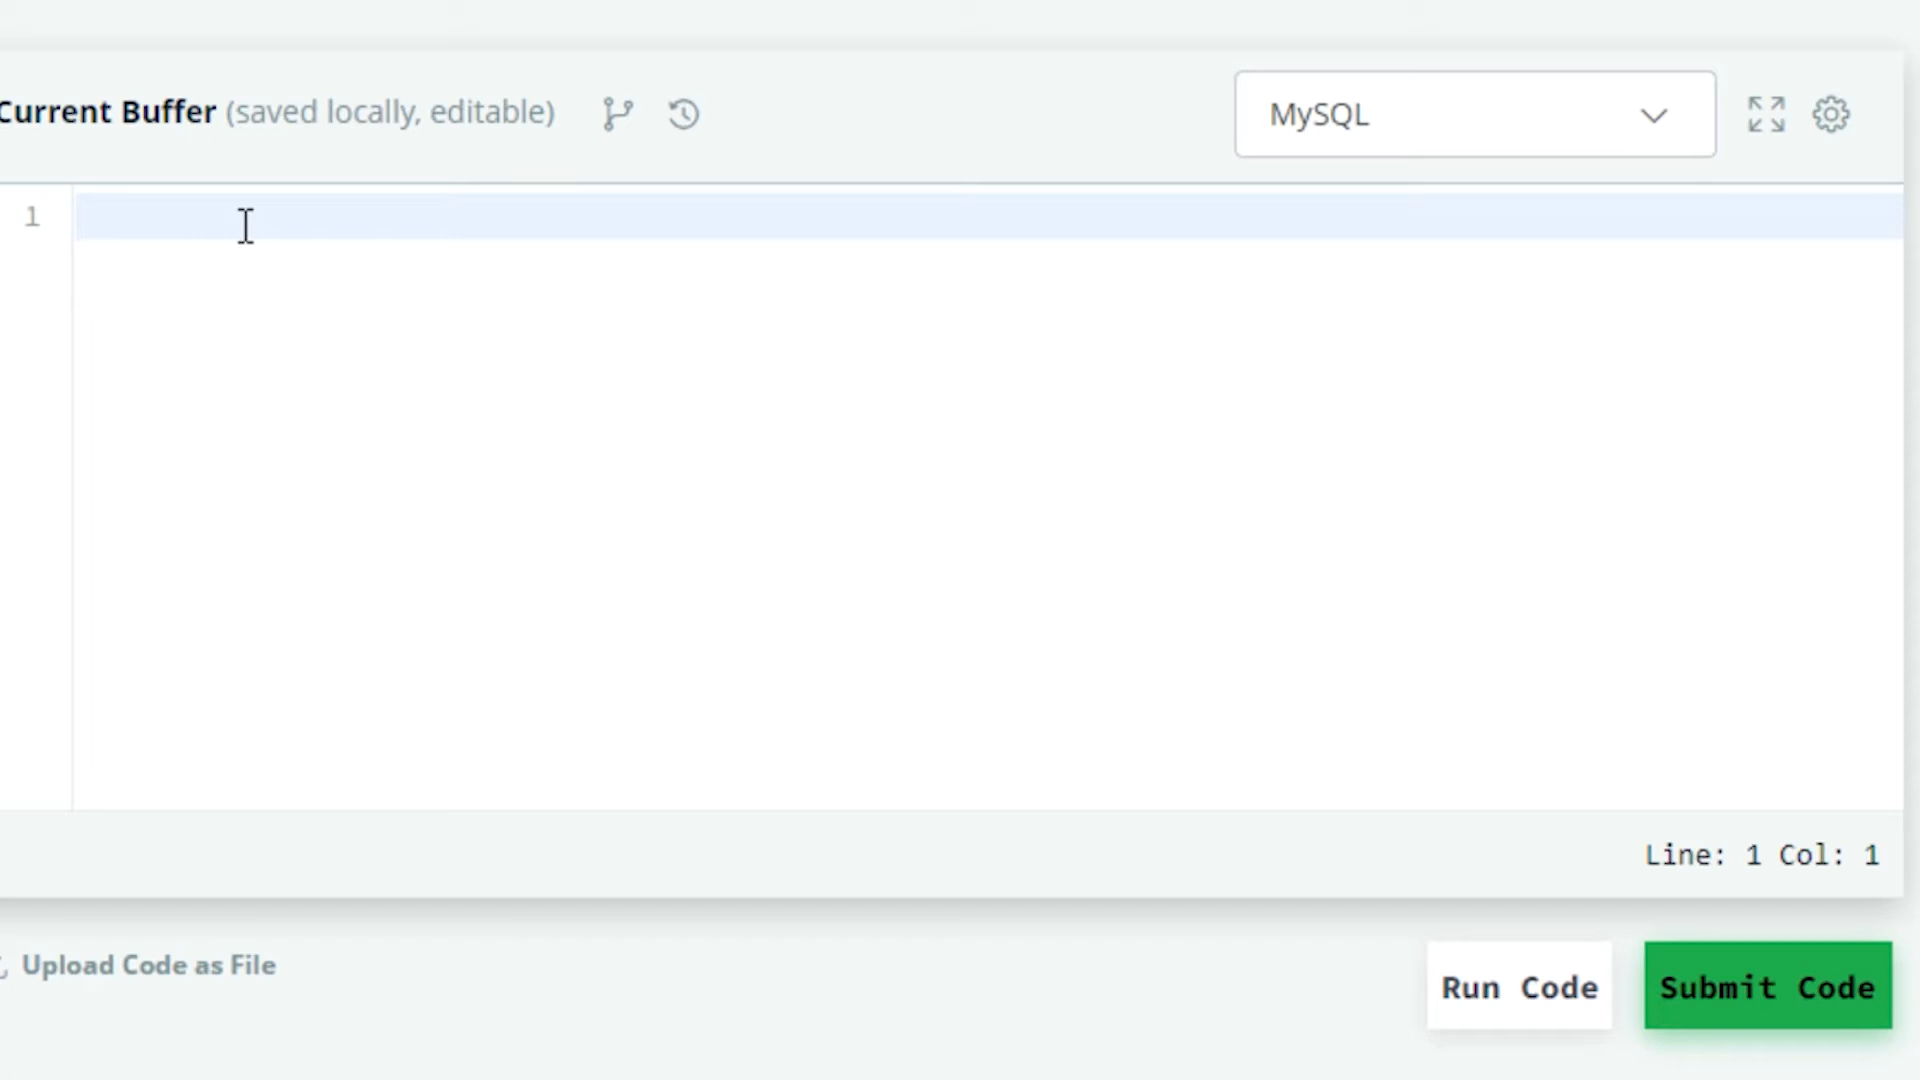 Current Buffer (saved locally, editable)
MySQL
1
Line: 1 Col: 1
Upload Code as File
Run Code
Submit Code